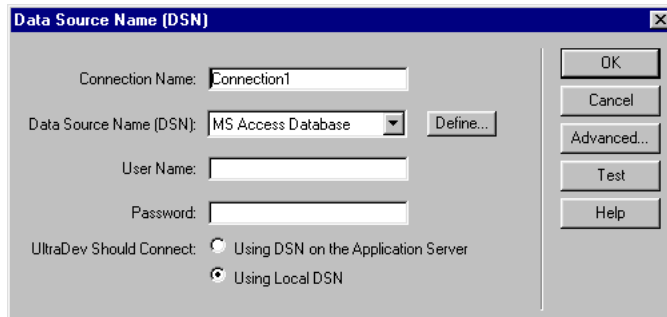 Data Source Name (DSN)
Connection Name: Connection1
Data Source Name (DSN): MS Access Database Define...
User Name:
Password:
UltraDev Should Connect: Using DSN on the Application Server
Using Local DSN
OK
Cancel
Advanced...
Test
Help